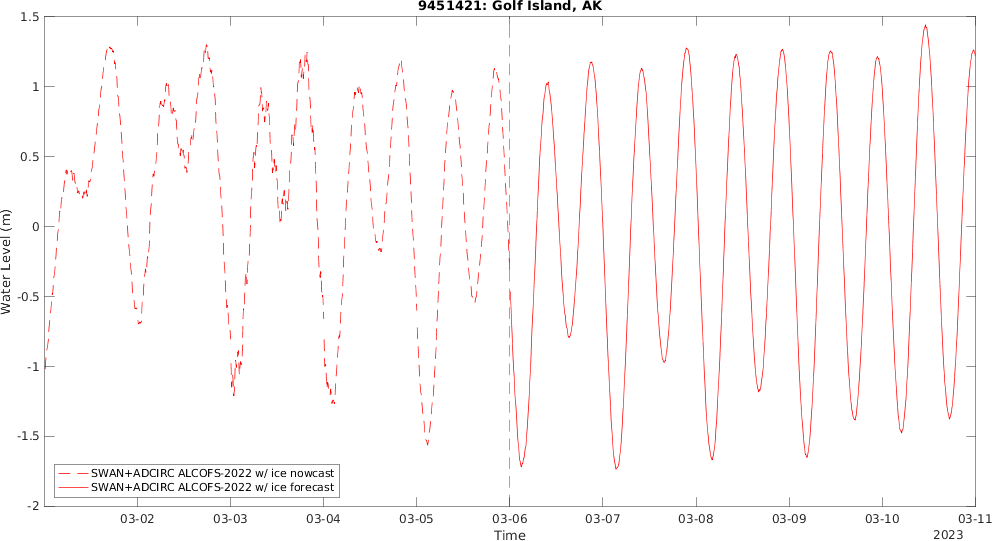 9451421: Golf Island, AK
Water Level (m)
1.5
1
0.5
0
-0.5
-1
-1.5
-2
SWAN+ADCIRC ALCOFS-2022 w/ ice nowcast
SWAN+ADCIRC ALCOFS-2022 w/ ice forecast
03-02 03-03 03-04 03-05 03-06 03-07 03-08 03-09 03-10 03-11
Time
2023